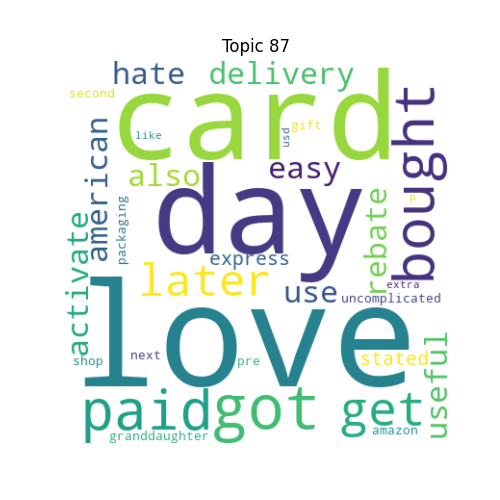 Topic 87
hate delivery
second
card
like
usd
gift
bought
american
also
easy
day
p
packaging
rebate
activate
express
later
use
extra
uncomplicated
love
shop
next
pre
stated
useful
paid
got
get
granddaughter
amazon